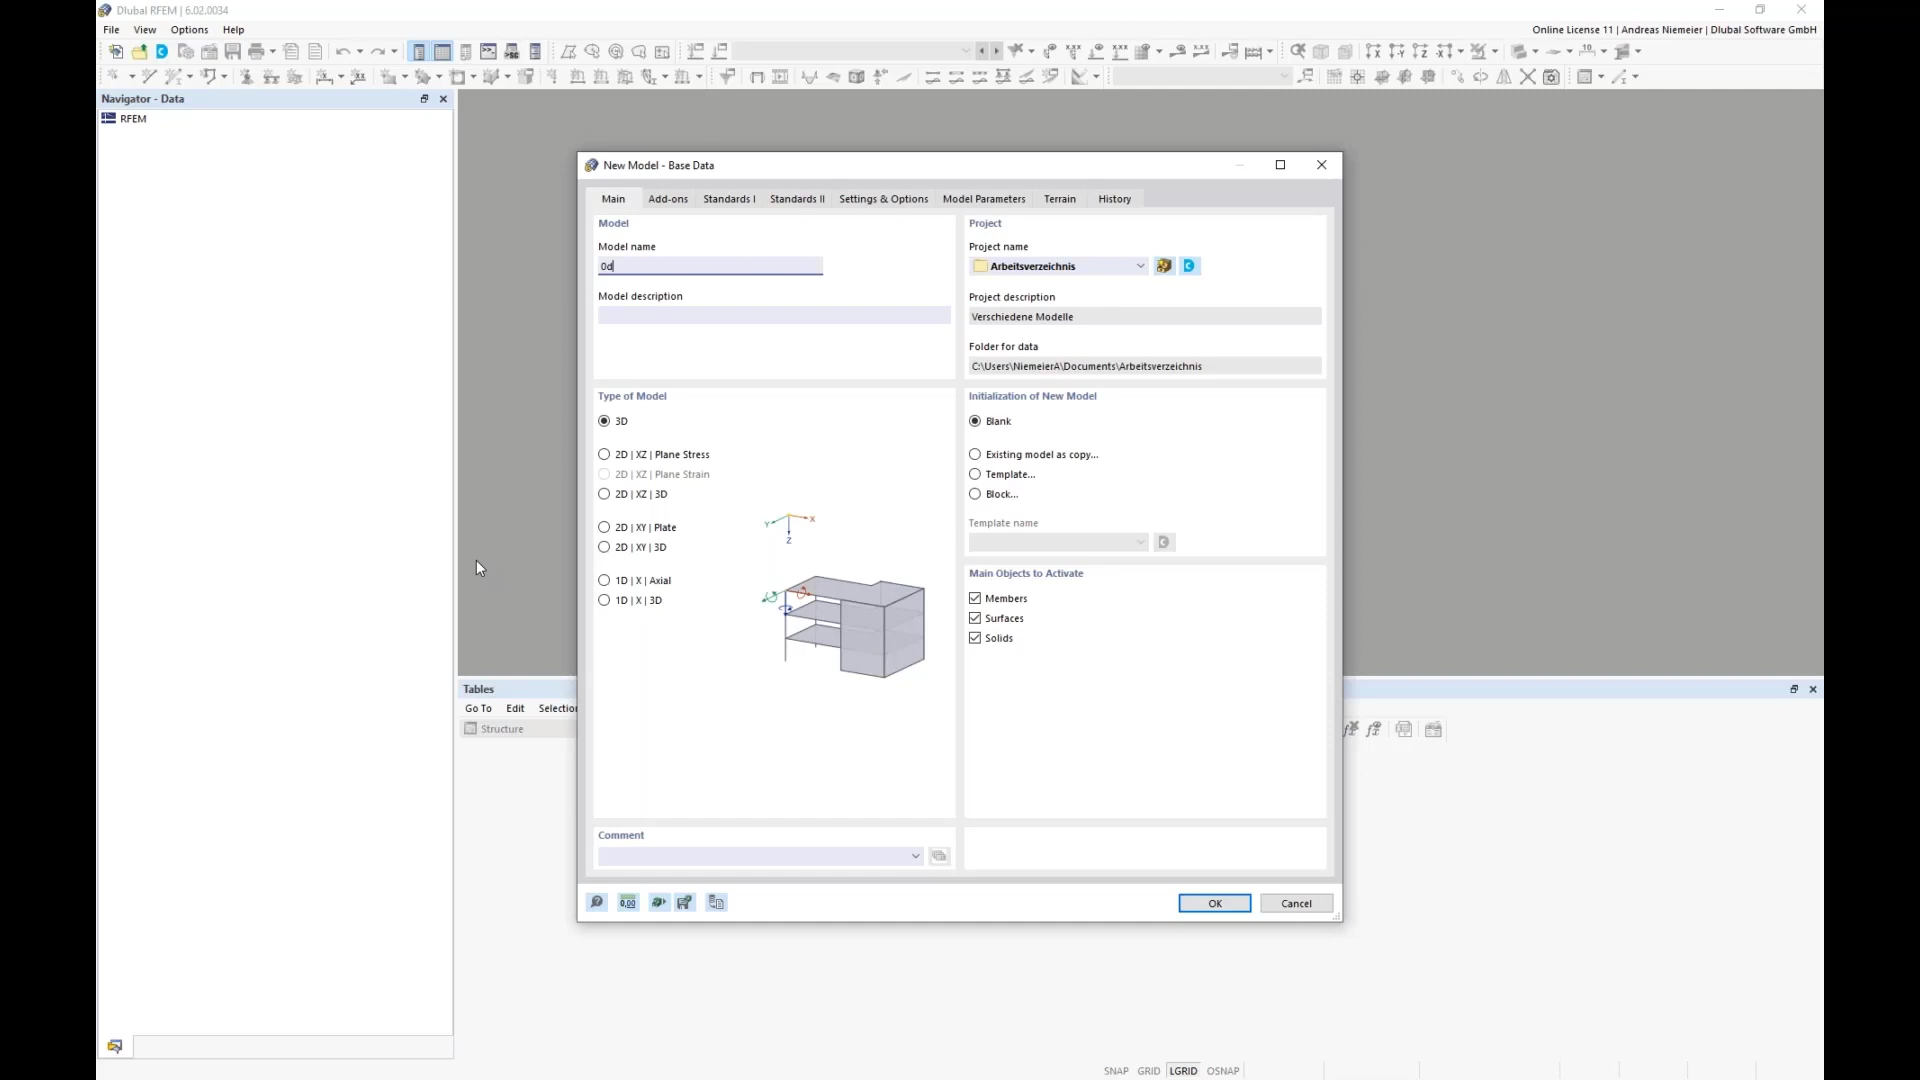 Dlubal RFEM | 6.02.0034
File View Options Help
Online License 11 | Andreas Niemeier | Dlubal Software GmbH
Navigator - Data
RFEM
New Model - Base Data
Main Add-ons Standards I Standards II Settings & Options Model Parameters Terrain History
Model
Model name
0d
Model description
Project
Project name
Arbeitsverzeichnis
Project description
Verschiedene Modelle
Folder for data
C:\Users\NiemeierA\Documents\Arbeitsverzeichnis
Type of Model
3D
2D | XZ | Plane Stress
2D | XZ | Plane Strain
2D | XZ | 3D
2D | XY | Plate
2D | XY | 3D
1D | X | Axial
1D | X | 3D
Y X
Z
Initialization of New Model
Blank
Existing model as copy...
Template...
Block...
Template name
Main Objects to Activate
Members
Surfaces
Solids
Comment
OK Cancel
Tables
Go To Edit Selection
Structure
SNAP GRID LGRID OSNAP